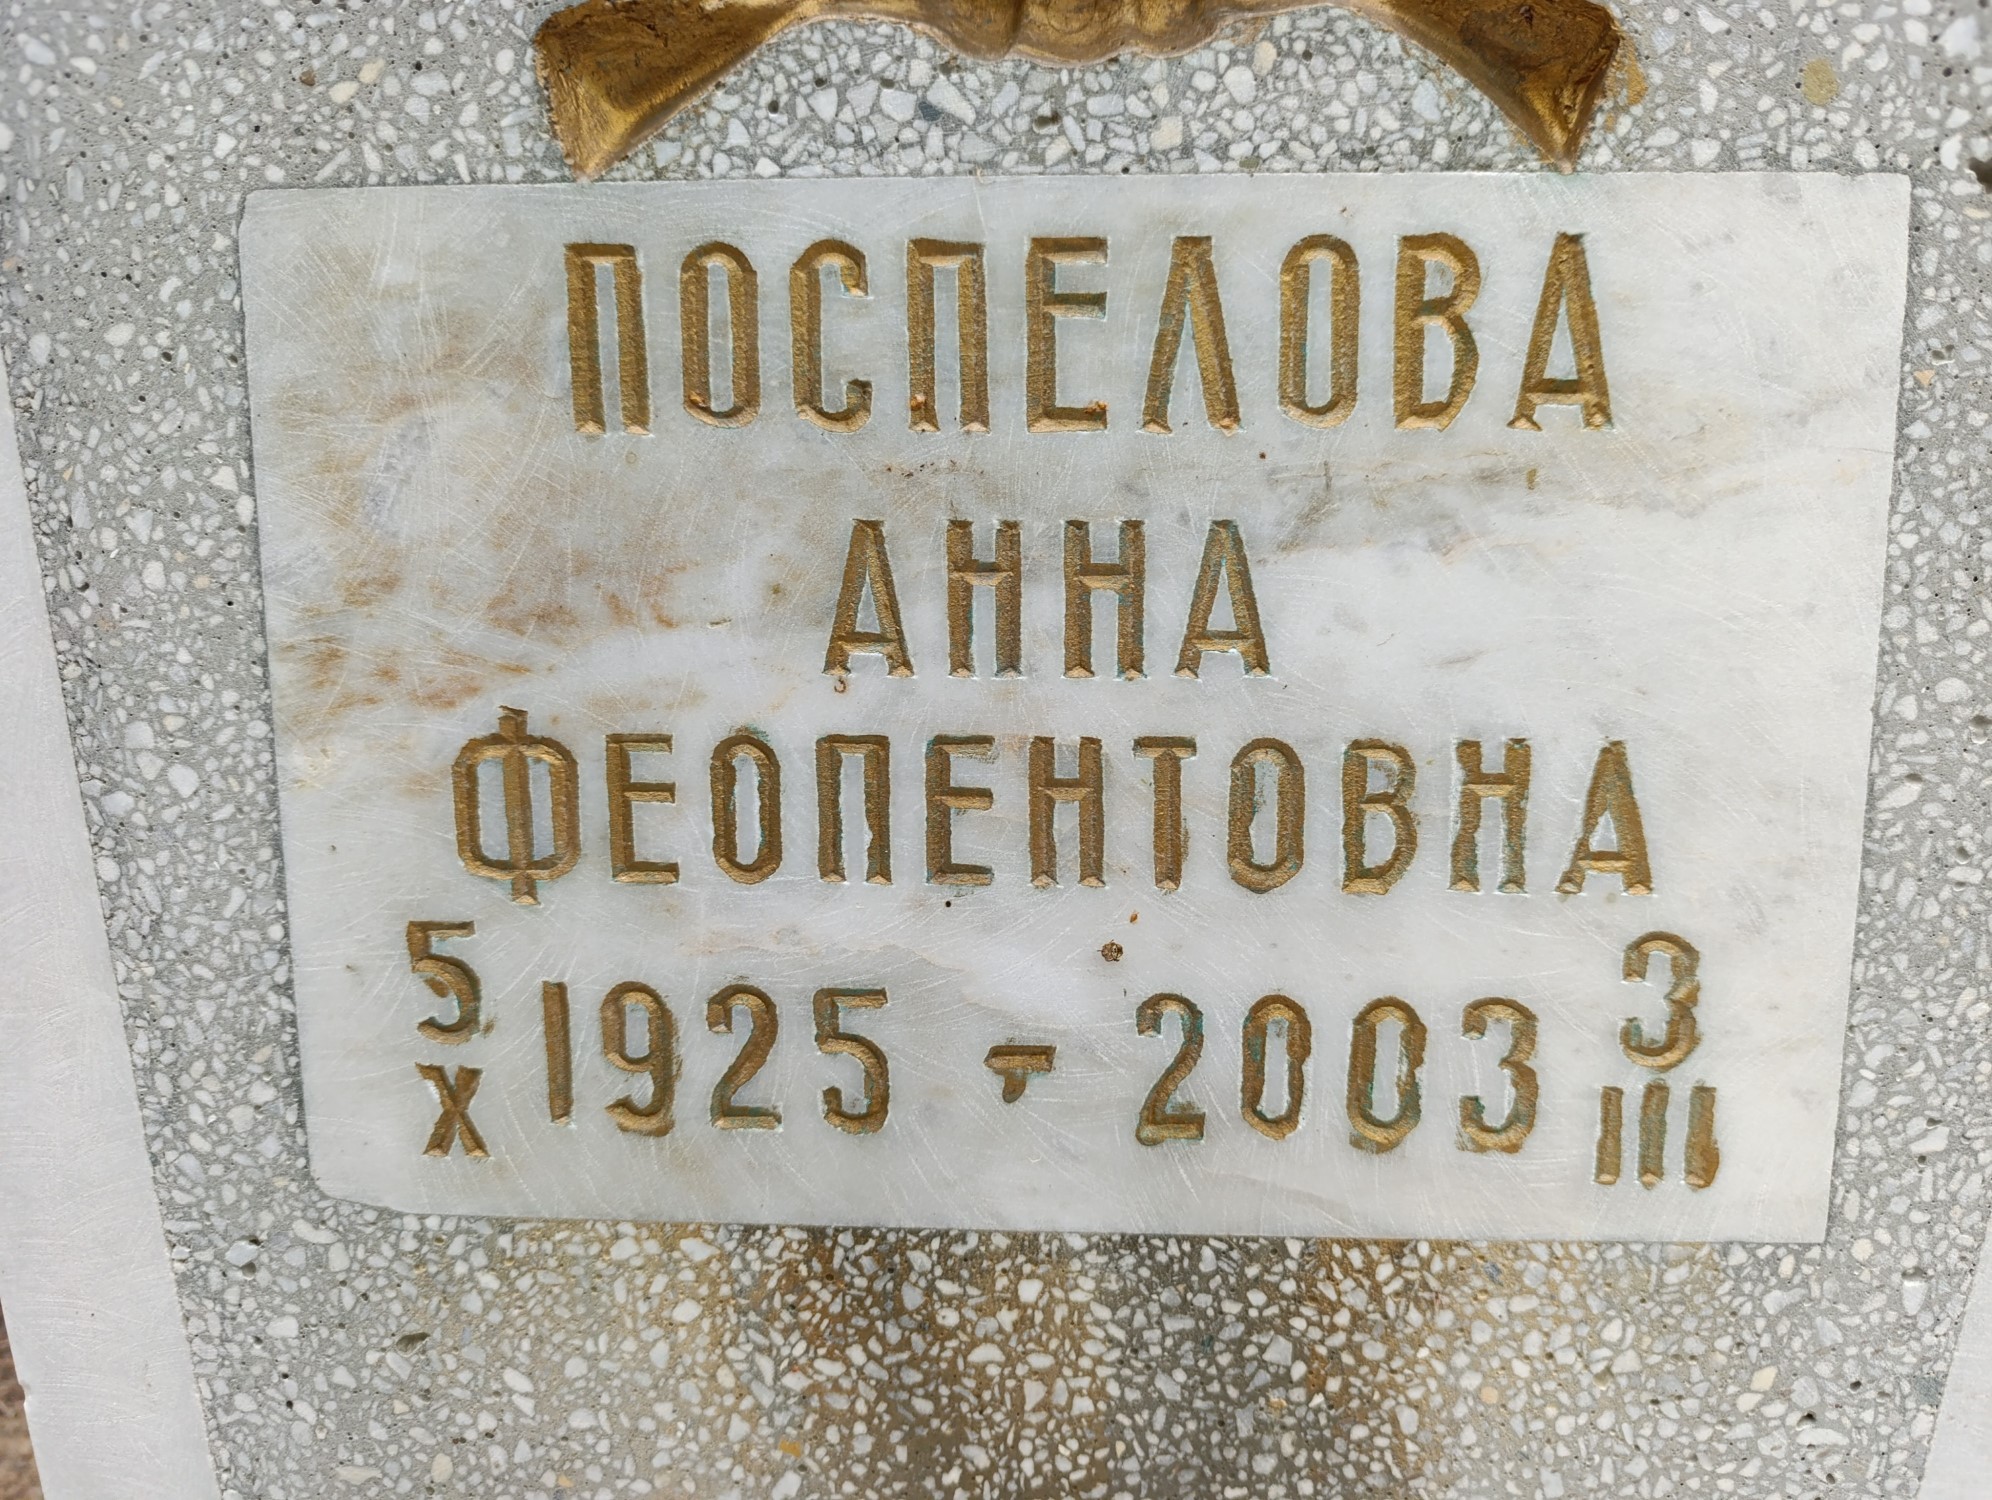 ПОСПЕЛОВА
АННА
ФЕОПЕНТОВНА
5 X 1925 - 2003 3 III